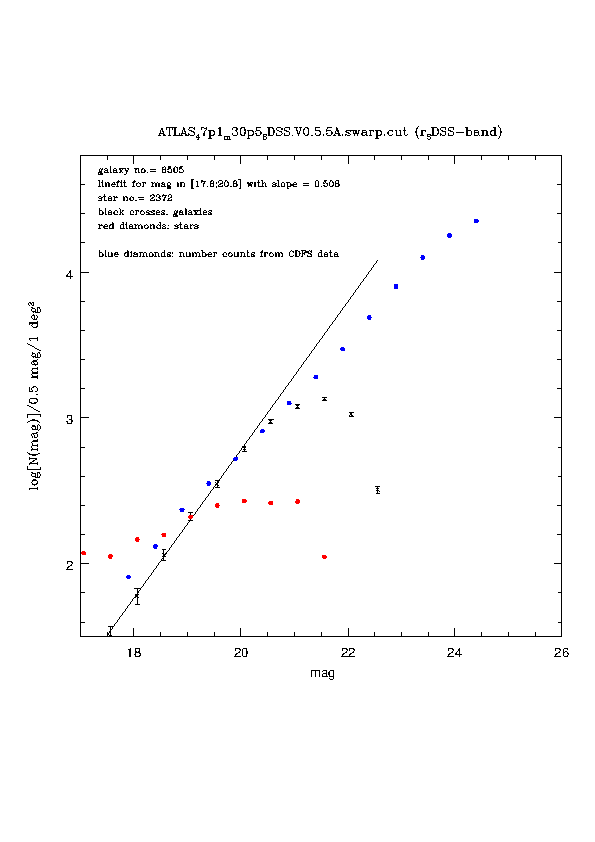 ATLAS₄7p1ₘ30p5ₛDSS.V0.5.5A.swarp.cut (rₛDSS−band)
galaxy no.= 8505
linefit for mag in [17.8;20.8] with slope = 0.508
star no.= 2372
black crosses: galaxies
red diamonds: stars
blue diamonds: number counts from CDFS data
log[N(mag)]/0.5 mag/1 deg²
4
3
2
18 20 22 24 26
mag